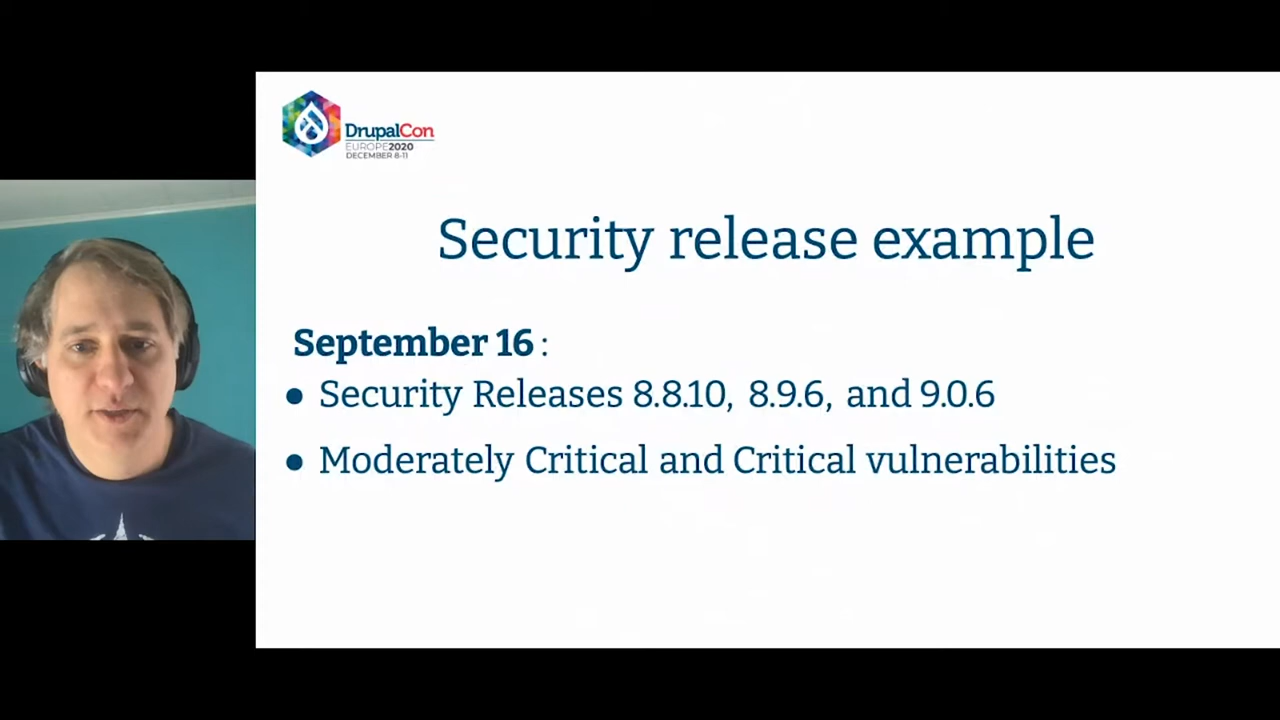 DrupalCon
EUROPE2020
DECEMBER 8-11
Security release example
September 16 :
● Security Releases 8.8.10, 8.9.6, and 9.0.6
● Moderately Critical and Critical vulnerabilities